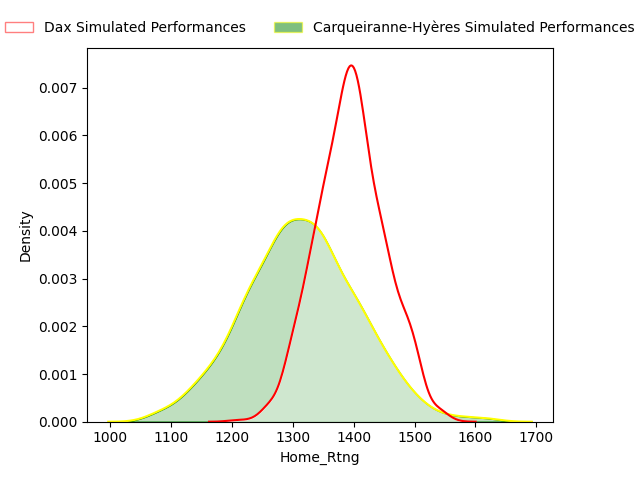 Dax Simulated Performances
Carqueiranne-Hyères Simulated Performances
0.007
0.006
0.005
0.004
0.003
0.002
0.001
0.000
Density
1000 1100 1200 1300 1400 1500 1600 1700
Home_Rtng